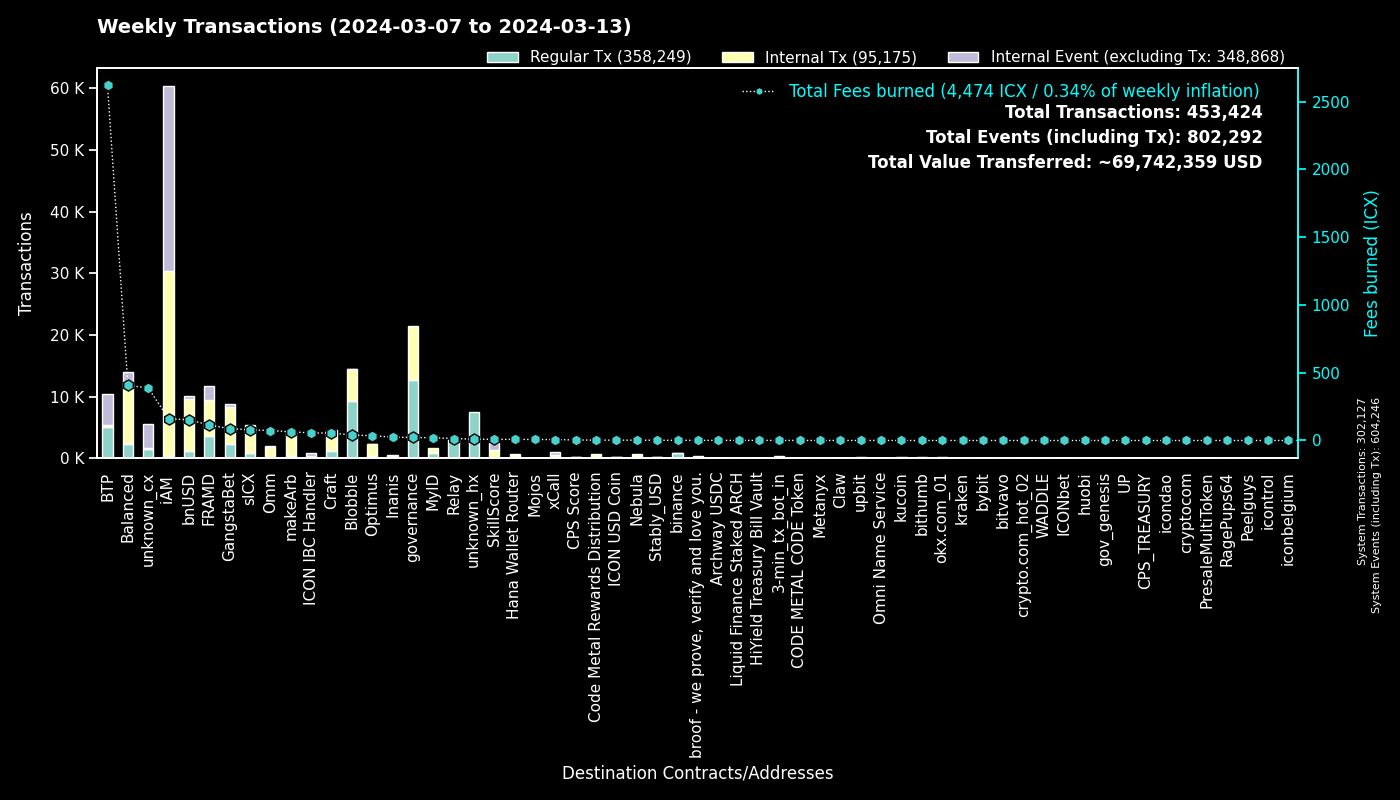 Weekly Transactions (2024-03-07 to 2024-03-13)
Regular Tx (358,249)
Internal Tx (95,175)
Internal Event (excluding Tx: 348,868)
Total Fees burned (4,474 ICX / 0.34% of weekly inflation)
Total Transactions: 453,424
Total Events (including Tx): 802,292
Total Value Transferred: ~69,742,359 USD
Transactions
60 K
50 K
40 K
30 K
20 K
10 K
0 K
2500
2000
1500
1000
500
0
Fees burned (ICX)
System Transactions: 302,127
System Events (including Tx): 604,246
BTP
Balanced
unknown_cx
iAM
bnUSD
FRAMD
GangstaBet
sICX
Omm
makeArb
ICON IBC Handler
Craft
Blobble
Optimus
Inanis
governance
MyID
Relay
unknown_hx
SkillScore
Hana Wallet Router
Mojos
xCall
CPS Score
Code Metal Rewards Distribution
ICON USD Coin
Nebula
Stably_USD
binance
broof - we prove, verify and love you.
Archway USDC
Liquid Finance Staked ARCH
HiYield Treasury Bill Vault
3-min_tx_bot_in
CODE METAL CODE Token
Metanyx
Claw
upbit
Omni Name Service
kucoin
bithumb
okx.com_01
kraken
bybit
bitvavo
crypto.com_hot_02
WADDLE
ICONbet
huobi
gov_genesis
UP
CPS_TREASURY
icondao
cryptocom
PresaleMultiToken
RagePups64
Peelguys
icontrol
iconbelgium
Destination Contracts/Addresses